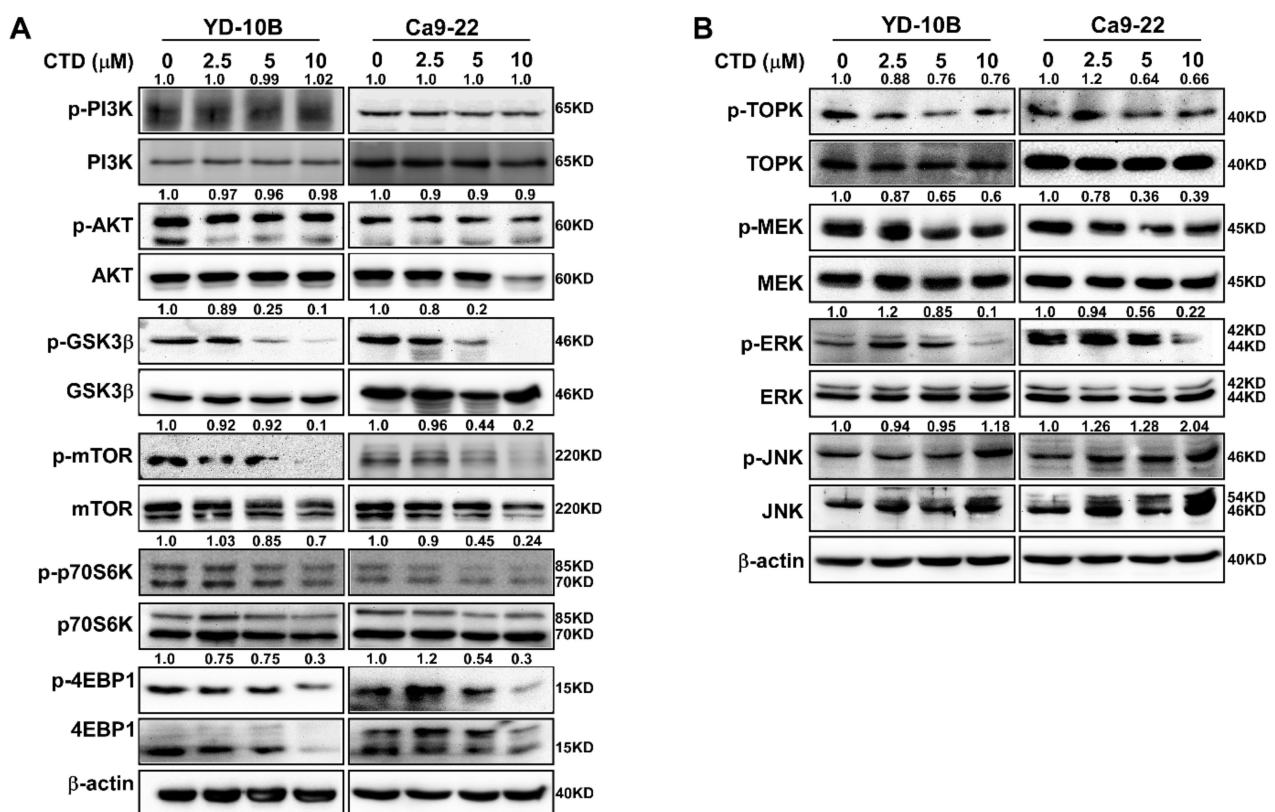 A
YD-10B Ca9-22
CTD (μM) 0 2.5 5 10 0 2.5 5 10
1.0 1.0 0.99 1.02 1.0 1.0 1.0 1.0
p-PI3K 65KD
PI3K 65KD
1.0 0.97 0.96 0.98 1.0 0.9 0.9 0.9
p-AKT 60KD
AKT 60KD
1.0 0.89 0.25 0.1 1.0 0.8 0.2
p-GSK3β 46KD
GSK3β 46KD
1.0 0.92 0.92 0.1 1.0 0.96 0.44 0.2
p-mTOR 220KD
mTOR 220KD
1.0 1.03 0.85 0.7 1.0 0.9 0.45 0.24
p-p70S6K 85KD
70KD
p70S6K 85KD
70KD
1.0 0.75 0.75 0.3 1.0 1.2 0.54 0.3
p-4EBP1 15KD
4EBP1 15KD
β-actin 40KD
B
YD-10B Ca9-22
CTD (μM) 0 2.5 5 10 0 2.5 5 10
1.0 0.88 0.76 0.76 1.0 1.2 0.64 0.66
p-TOPK 40KD
TOPK 40KD
1.0 0.87 0.65 0.6 1.0 0.78 0.36 0.39
p-MEK 45KD
MEK 45KD
1.0 1.2 0.85 0.1 1.0 0.94 0.56 0.22
p-ERK 42KD
44KD
ERK 42KD
44KD
1.0 0.94 0.95 1.18 1.0 1.26 1.28 2.04
p-JNK 46KD
JNK 54KD
46KD
β-actin 40KD